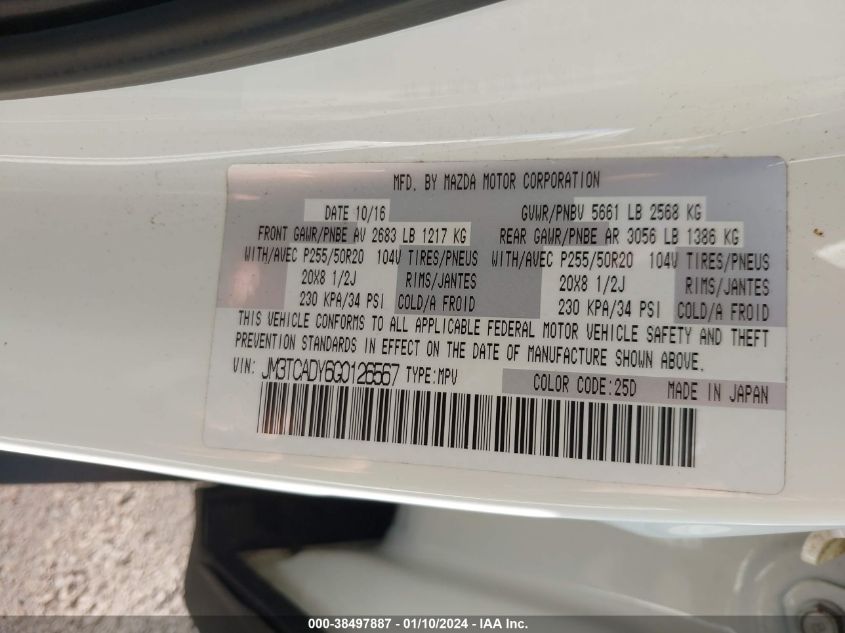 MFD. BY MAZDA MOTOR CORPORATION
DATE 10/16 GVWR/PNBV 5661 LB 2568 KG
FRONT GAWR/PNBE AV 2683 LB 1217 KG REAR GAWR/PNBE AR 3056 LB 1386 KG
WITH/AVEC P255/50R20 104V TIRES/PNEUS WITH/AVEC P255/50R20 104V TIRES/PNEUS
20X8 1/2J RIMS/JANTES 20X8 1/2J RIMS/JANTES
230 KPA/34 PSI COLD/A FROID 230 KPA/34 PSI COLD/A FROID
THIS VEHICLE CONFORMS TO ALL APPLICABLE FEDERAL MOTOR VEHICLE SAFETY AND THEFT
PREVENTION STANDARDS IN EFFECT ON THE DATE OF MANUFACTURE SHOWN ABOVE.
VIN: JM3TCADY6G0126567 TYPE:MPV COLOR CODE:25D MADE IN JAPAN
000-38497887 - 01/10/2024 - IAA Inc.